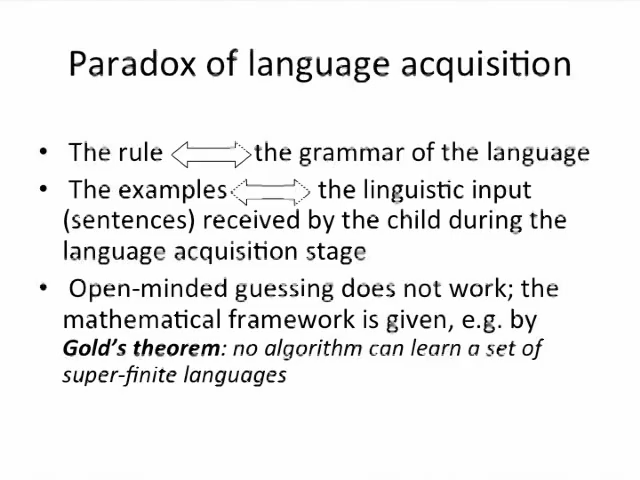 Paradox of language acquisition
• The rule the grammar of the language
• The examples the linguistic input
(sentences) received by the child during the
language acquisition stage
• Open-minded guessing does not work; the
mathematical framework is given, e.g. by
Gold's theorem: no algorithm can learn a set of
super-finite languages